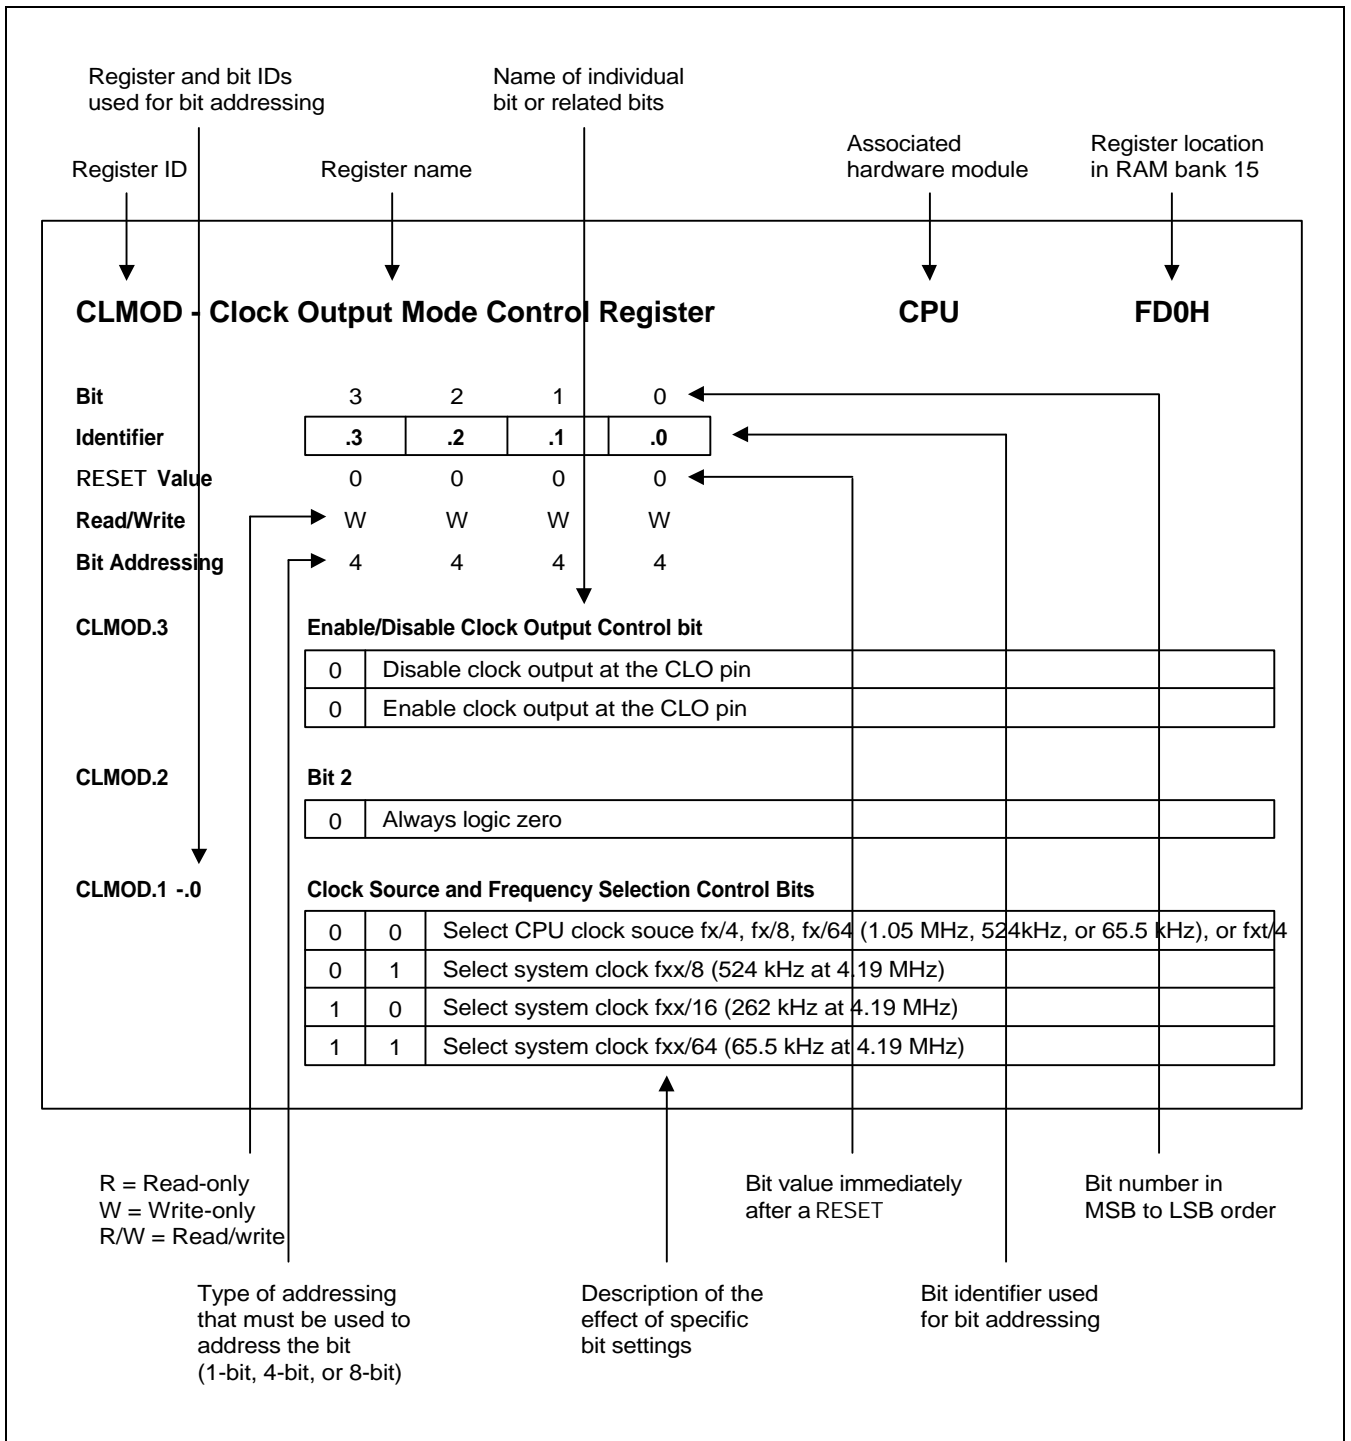 Register and bit IDs
used for bit addressing
Name of individual
bit or related bits
Associated
hardware module
Register location
in RAM bank 15
Register ID
Register name
CLMOD - Clock Output Mode Control Register CPU FD0H
Bit 3 2 1 0
Identifier .3 .2 .1 .0
RESET Value 0 0 0 0
Read/Write W W W W
Bit Addressing 4 4 4 4
CLMOD.3 Enable/Disable Clock Output Control bit
0 Disable clock output at the CLO pin
0 Enable clock output at the CLO pin
CLMOD.2 Bit 2
0 Always logic zero
CLMOD.1 -.0 Clock Source and Frequency Selection Control Bits
0 0 Select CPU clock souce fx/4, fx/8, fx/64 (1.05 MHz, 524kHz, or 65.5 kHz), or fxt/4
0 1 Select system clock fxx/8 (524 kHz at 4.19 MHz)
1 0 Select system clock fxx/16 (262 kHz at 4.19 MHz)
1 1 Select system clock fxx/64 (65.5 kHz at 4.19 MHz)
R = Read-only
W = Write-only
R/W = Read/write
Bit value immediately
after a RESET
Bit number in
MSB to LSB order
Type of addressing
that must be used to
address the bit
(1-bit, 4-bit, or 8-bit)
Description of the
effect of specific
bit settings
Bit identifier used
for bit addressing